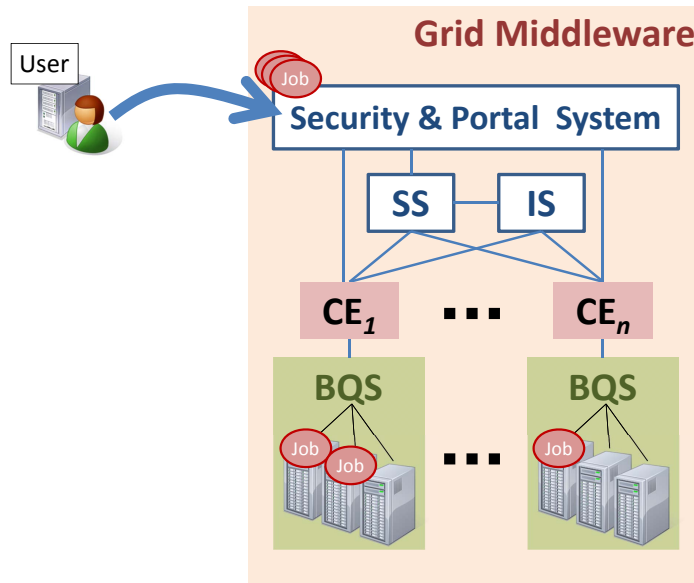 Grid Middleware
User
Job
Security & Portal System
SS
IS
CE1
CEn
BQS
BQS
Job
Job
Job